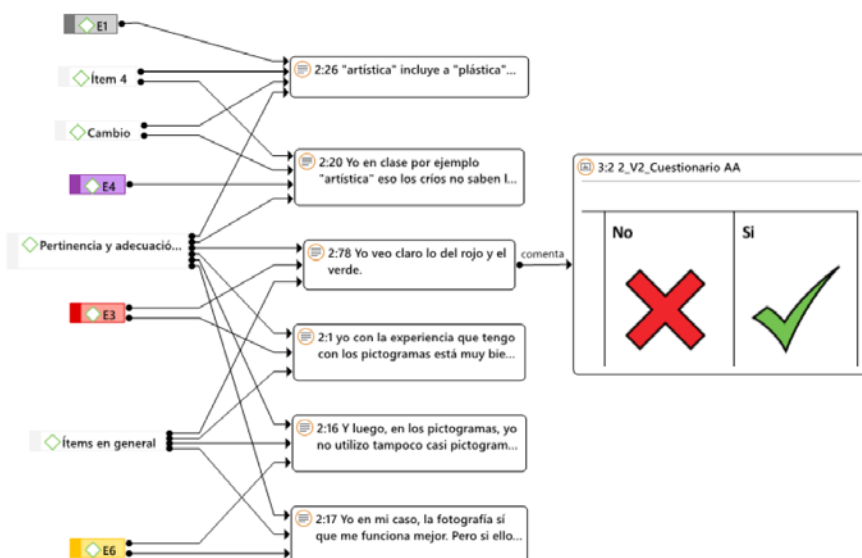 E1
Ítem 4
Cambio
E4
Pertinencia y adecuació...
E3
Ítems en general
E6
2:26 "artística" incluye a "plástica"...
2:20 Yo en clase por ejemplo
"artística" eso los críos no saben l...
2:78 Yo veo claro lo del rojo y el
verde.
2:1 yo con la experiencia que tengo
con los pictogramas está muy bie...
2:16 Y luego, en los pictogramas, yo
no utilizo tampoco casi pictogram...
2:17 Yo en mi caso, la fotografía sí
que me funciona mejor. Pero si ello...
comenta
3:2 2_V2_Cuestionario AA
No
Si